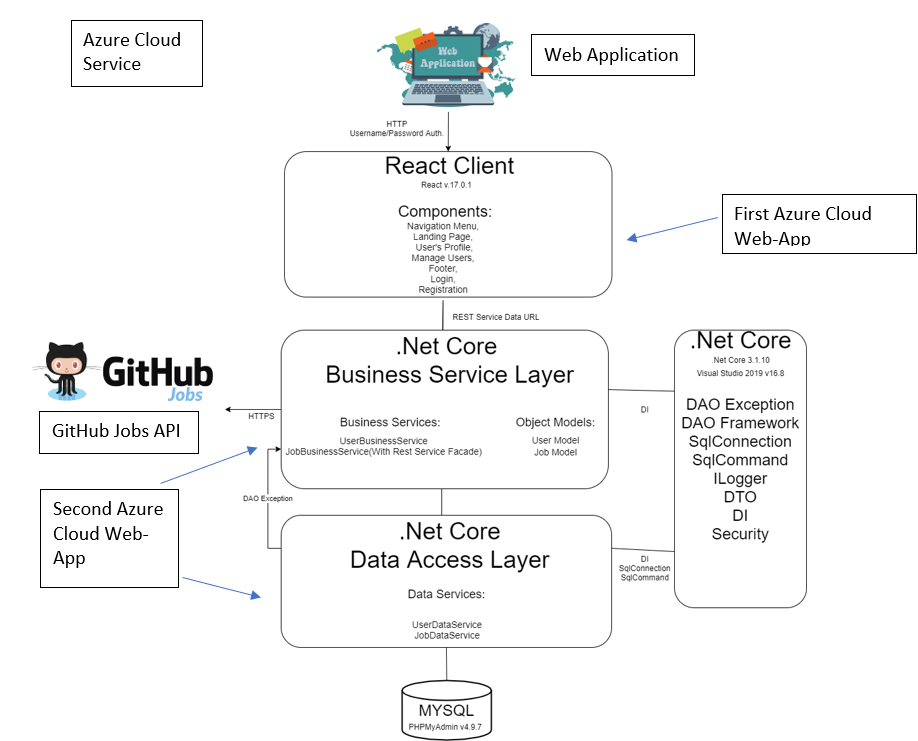 Azure Cloud
Service
Web
Application
Web Application
HTTP
Username/Password Auth.
React Client
React v.17.0.1
Components:
Navigation Menu,
Landing Page,
User's Profile,
Manage Users,
Footer,
Login,
Registration
First Azure Cloud
Web-App
REST Service Data URL
.Net Core
Business Service Layer
Business Services:
UserBusinessService
JobBusinessService(With Rest Service Facade)
Object Models:
User Model
Job Model
GitHub
Jobs
HTTPS
GitHub Jobs API
DI
.Net Core
.Net Core 3.1.10
Visual Studio 2019 v16.8
DAO Exception
DAO Framework
SqlConnection
SqlCommand
ILogger
DTO
DI
Security
Second Azure
Cloud Web-
App
DAO Exception
.Net Core
Data Access Layer
Data Services:
UserDataService
JobDataService
DI
SqlConnection
SqlCommand
MYSQL
PHPMyAdmin v4.9.7